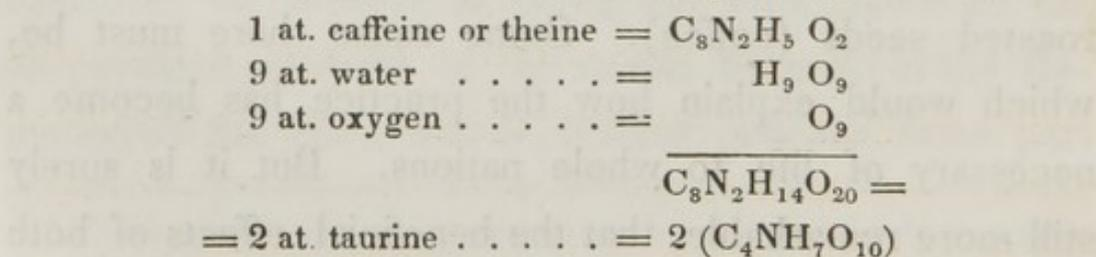 1 at. caffeine or theine = C₈N₂H₅ O₂
9 at. water . . . . . = H₉ O₉
9 at. oxygen . . . . . = O₉
C₈N₂H₁₄O₂₀ =
= 2 at. taurine . . . . . = 2 (C₄NH₇O₁₀)